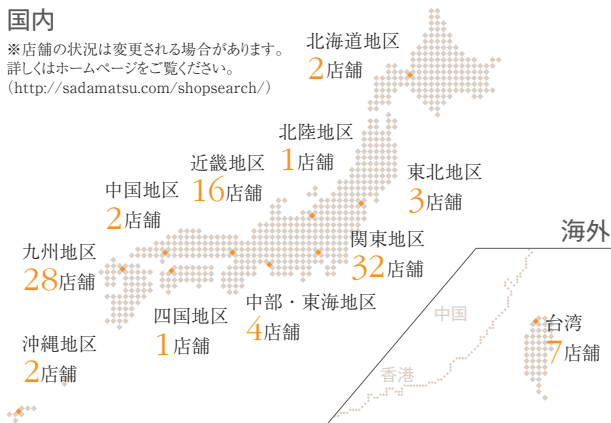 国内
※店舗の状況は変更される場合があります。
詳しくはホームページをご覧ください。
(http://sadamatsu.com/shopsearch/)
北海道地区
2店舗
北陸地区
1店舗
近畿地区
16店舗
東北地区
3店舗
中国地区
2店舗
関東地区
32店舗
九州地区
28店舗
中部・東海地区
4店舗
四国地区
1店舗
沖縄地区
2店舗
海外
中国
台湾
7店舗
香港